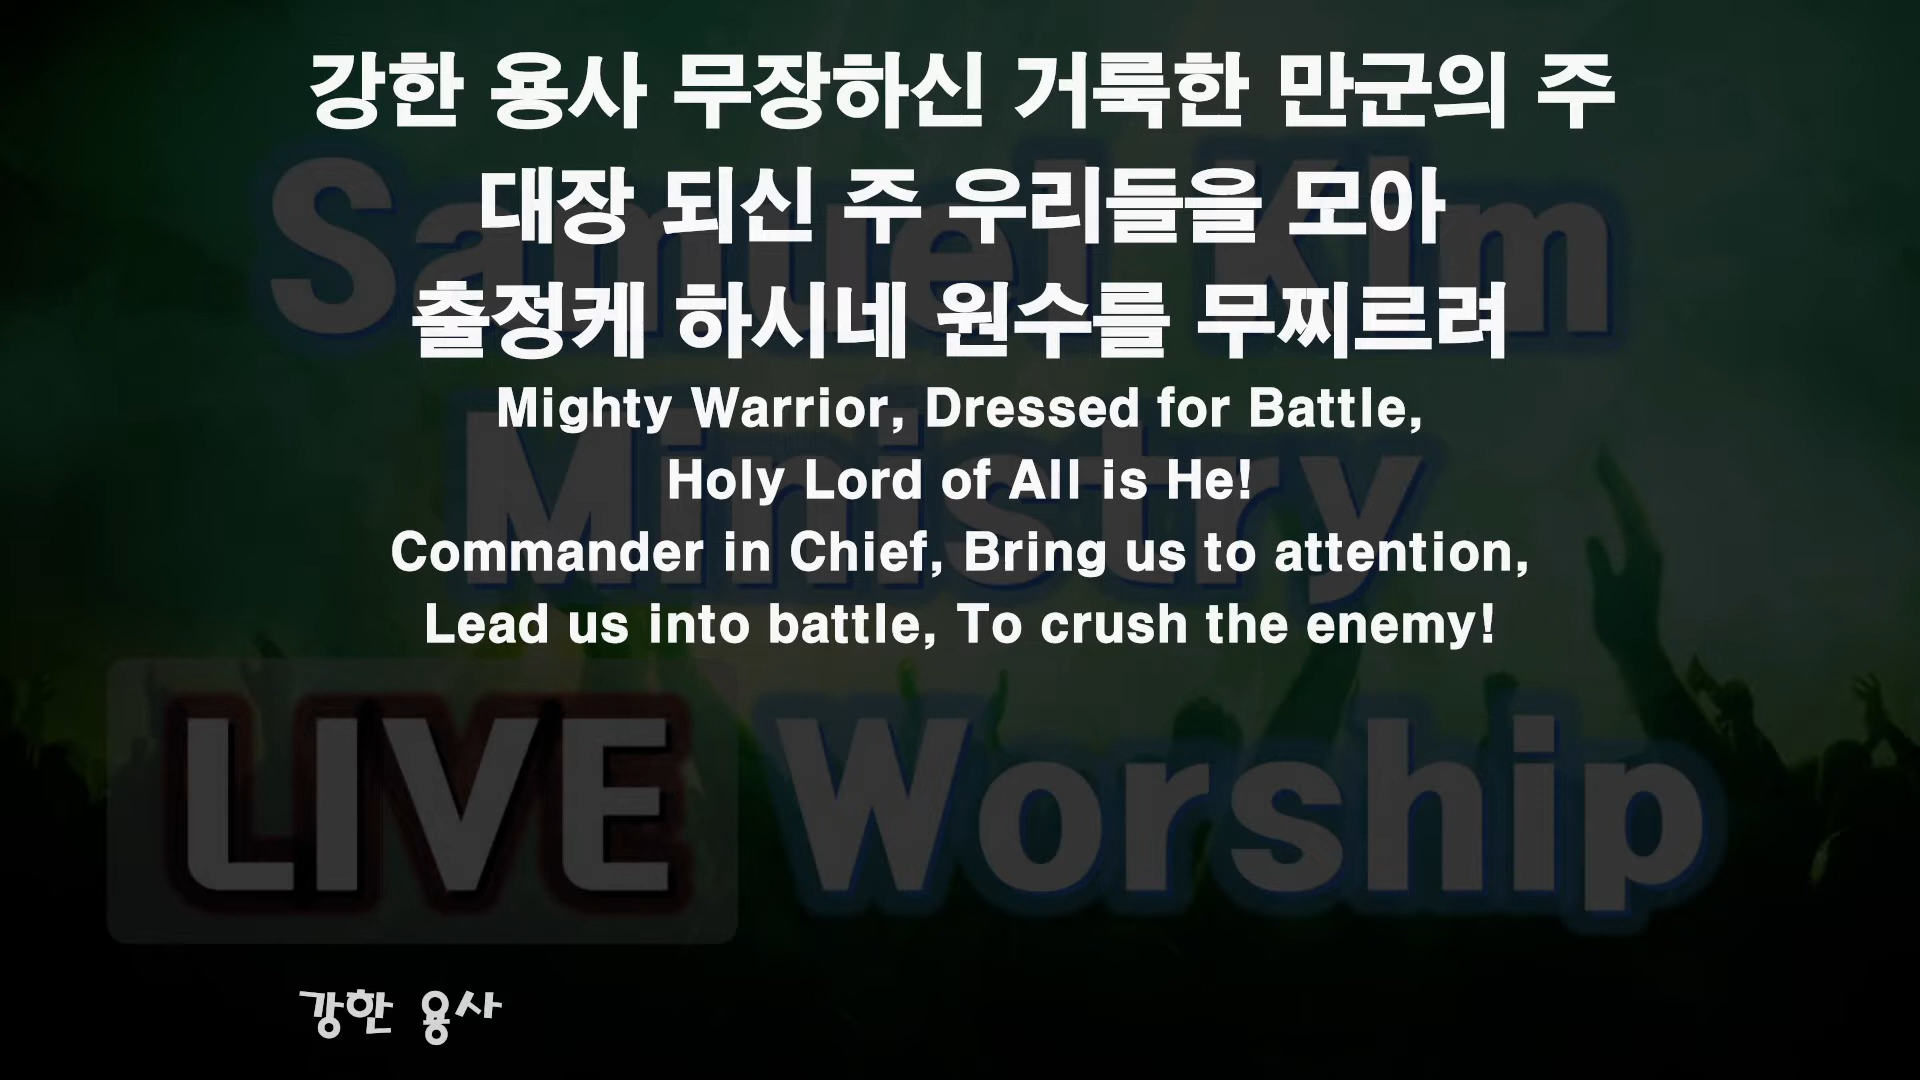 강한 용사 무장하신 거룩한 만군의 주
대장 되신 주 우리들을 모아
출정케 하시네 원수를 무찌르려
Mighty Warrior, Dressed for Battle,
Holy Lord of All is He!
Commander in Chief, Bring us to attention,
Lead us into battle, To crush the enemy!
Samuel Kim
Ministry
LIVE Worship
강한 용사